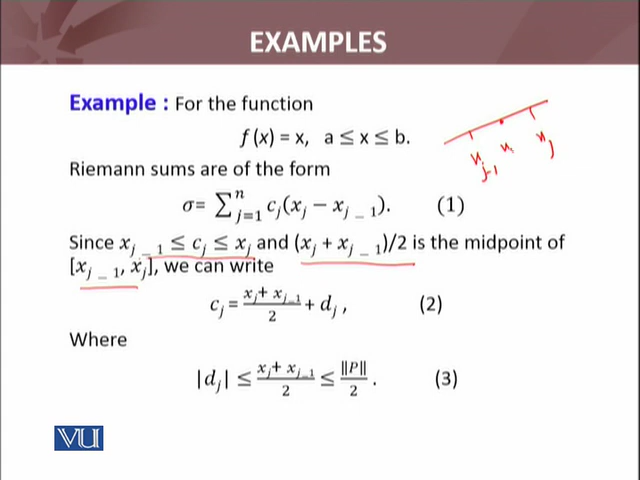 EXAMPLES
Example : For the function
f (x) = x, a ≤ x ≤ b.
Riemann sums are of the form
σ= ∑ⁿⱼ₌₁ cⱼ(xⱼ − xⱼ ₋ ₁). (1)
Since xⱼ ₋ ₁ ≤ cⱼ ≤ xⱼ and (xⱼ + xⱼ ₋ ₁)/2 is the midpoint of
[xⱼ ₋ ₁, xⱼ], we can write
cⱼ = (xⱼ+ xⱼ₋₁)/2 + dⱼ , (2)
Where
|dⱼ| ≤ (xⱼ+ xⱼ₋₁)/2 ≤ ‖P‖/2 . (3)
VU